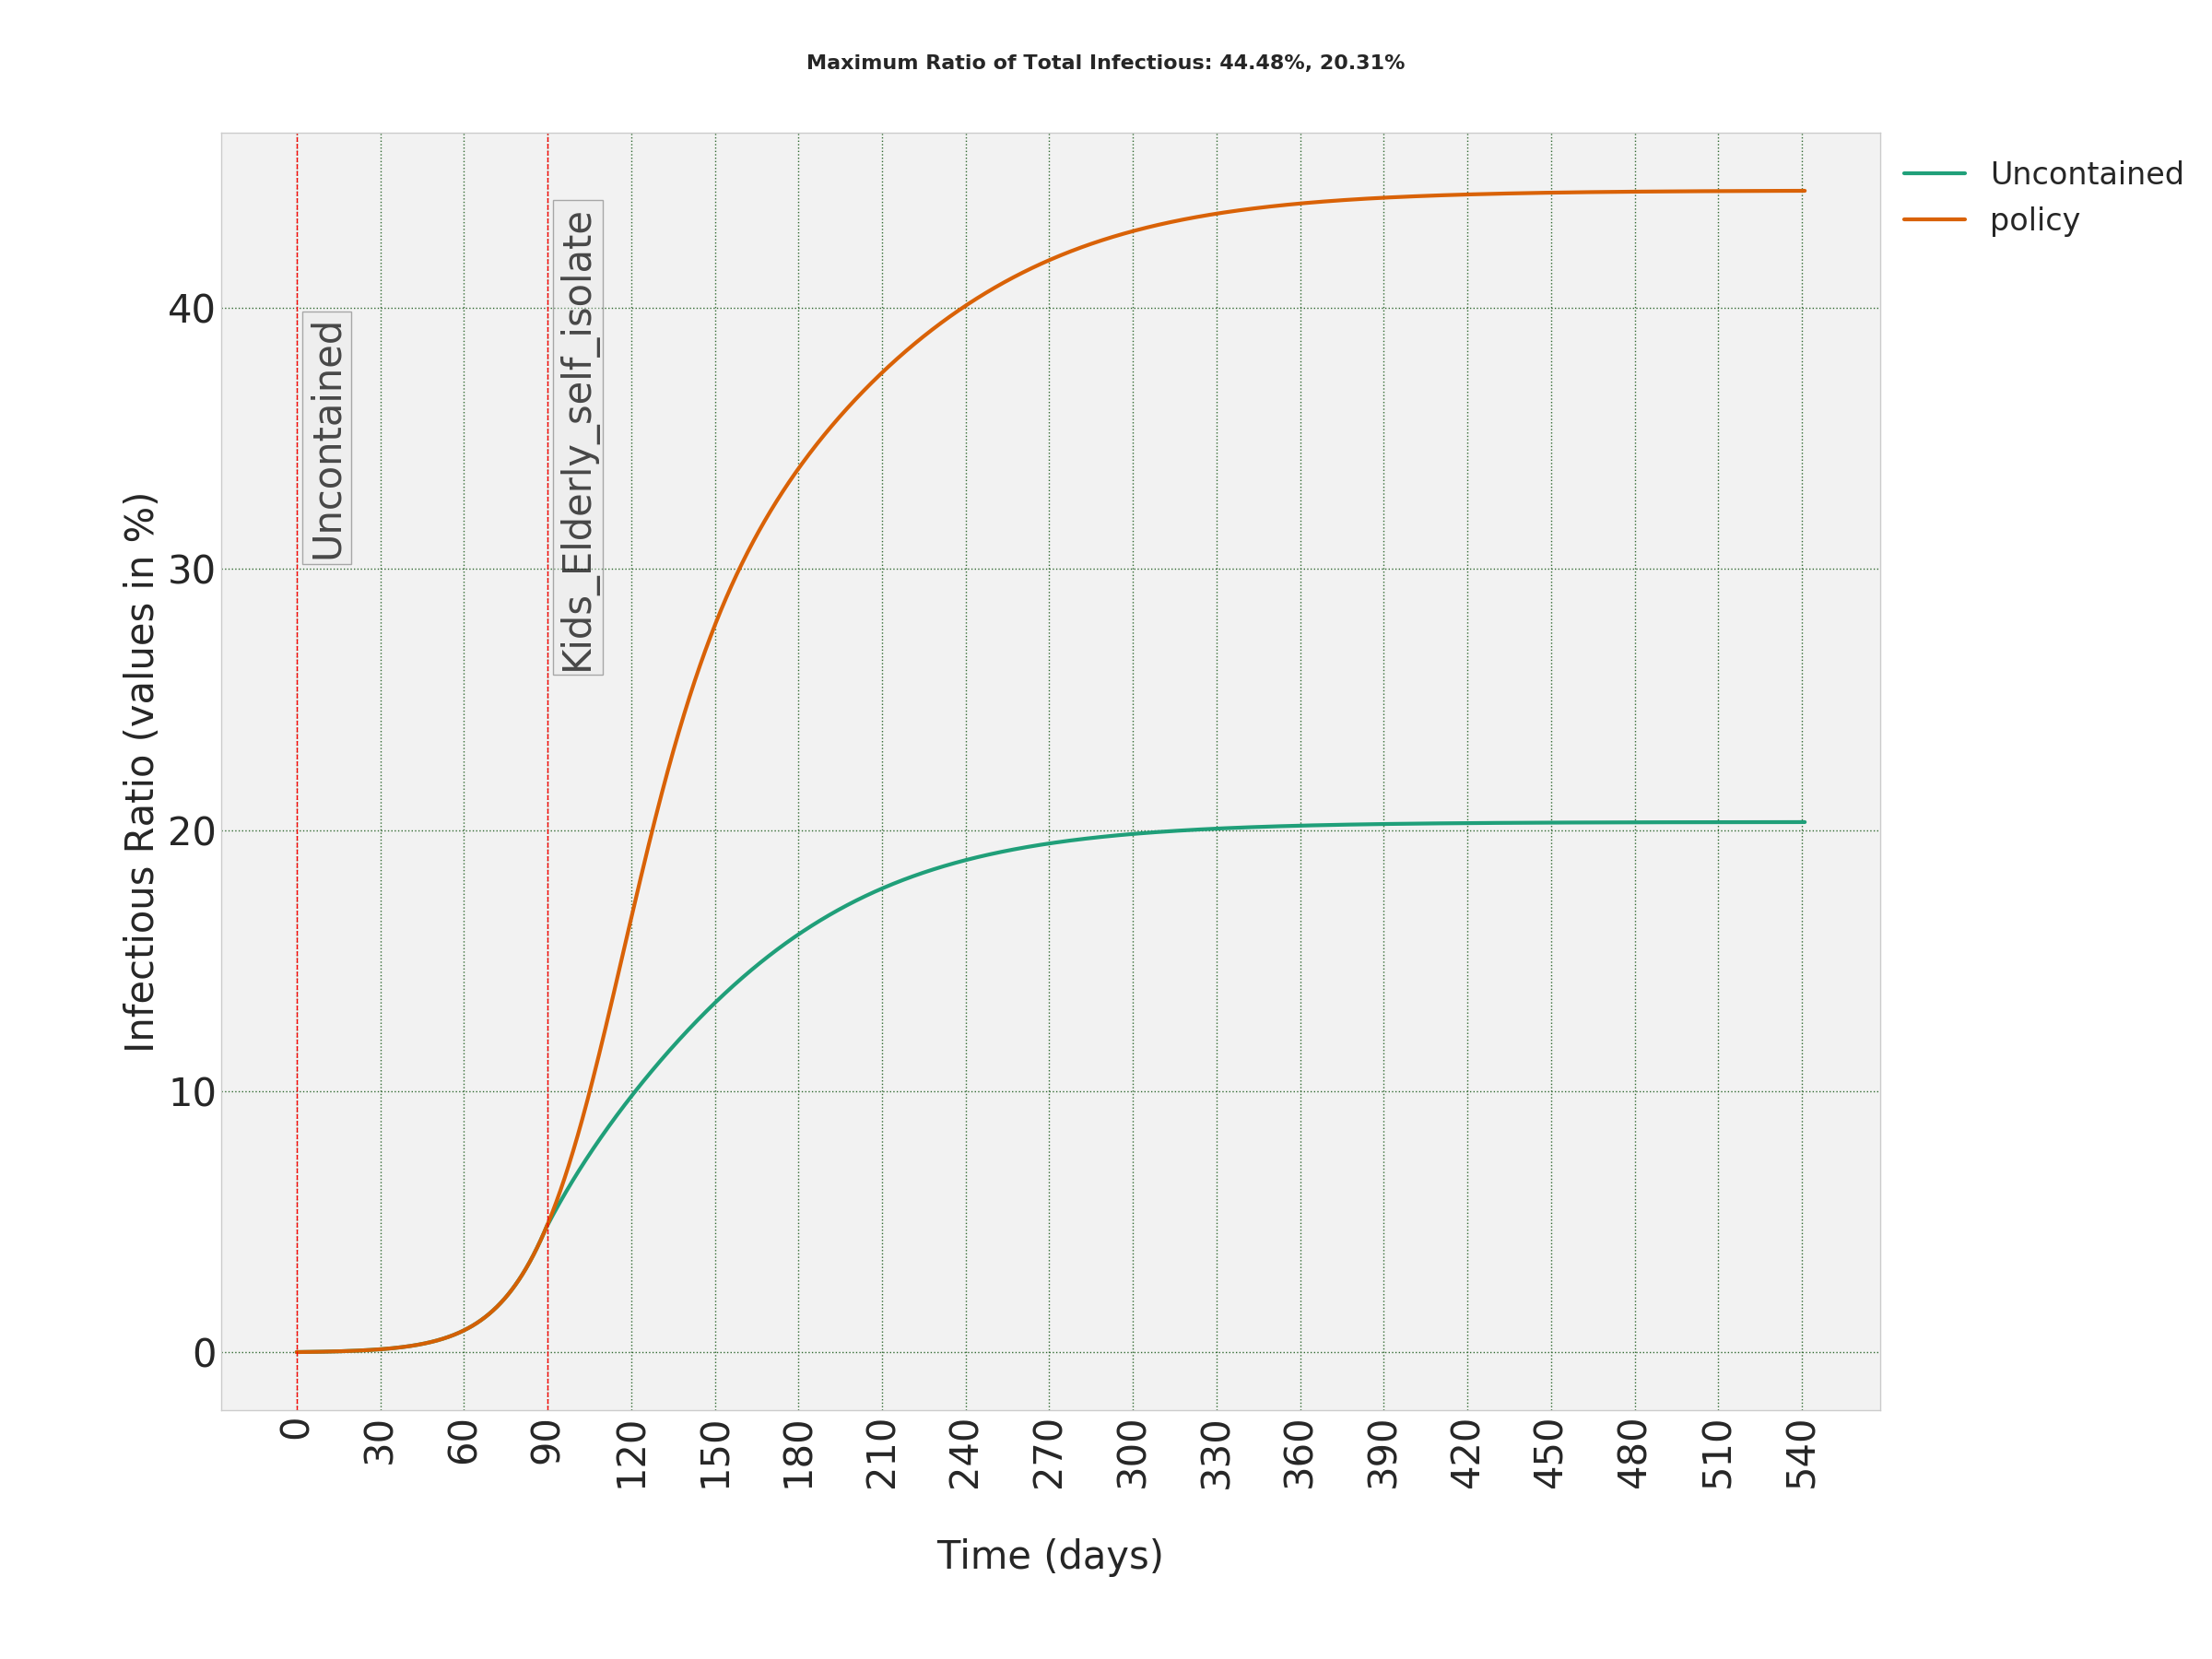 Maximum Ratio of Total Infectious: 44.48%, 20.31%
Uncontained
policy
Uncontained
Kids_Elderly_self_isolate
Infectious Ratio (values in %)
40
30
20
10
0
0 30 60 90 120 150 180 210 240 270 300 330 360 390 420 450 480 510 540
Time (days)